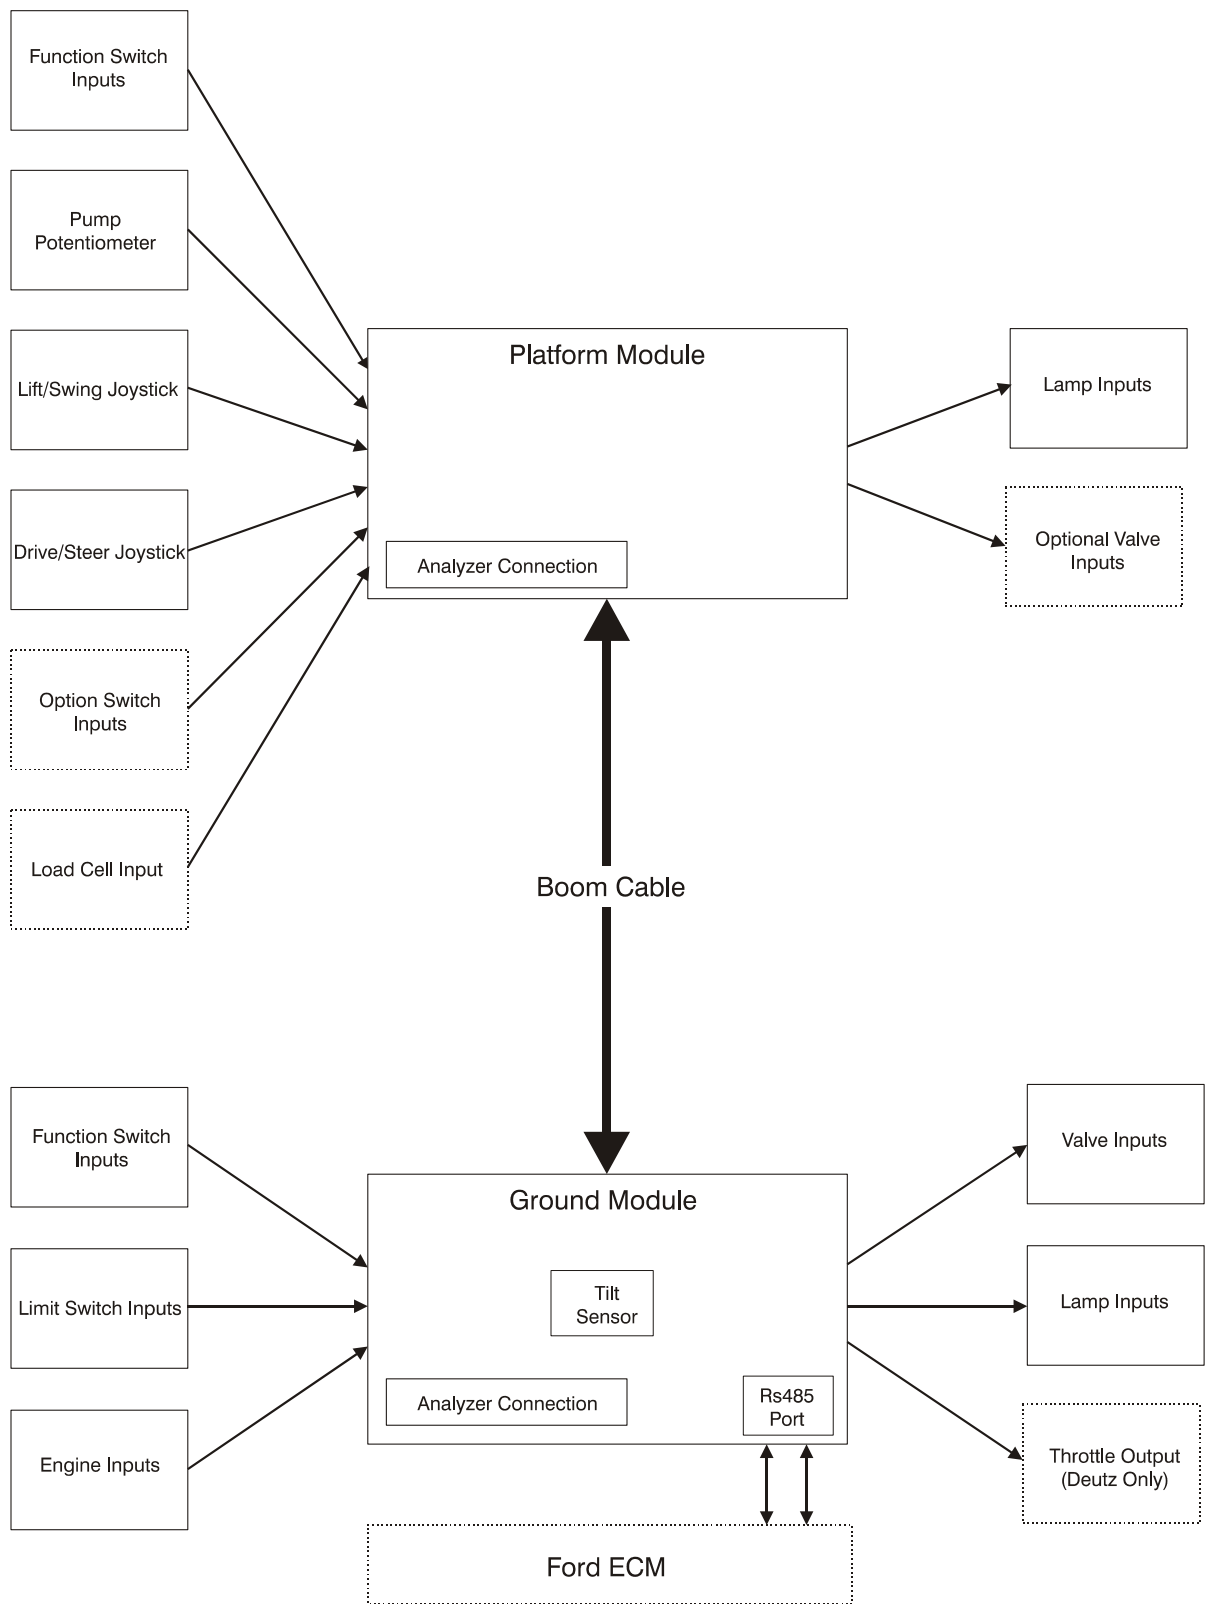 Function Switch
Inputs
Pump
Potentiometer
Lift/Swing Joystick
Drive/Steer Joystick
Option Switch
Inputs
Load Cell Input
Platform Module
Analyzer Connection
Lamp Inputs
Optional Valve
Inputs
Boom Cable
Function Switch
Inputs
Limit Switch Inputs
Engine Inputs
Ground Module
Tilt
Sensor
Analyzer Connection
Rs485
Port
Valve Inputs
Lamp Inputs
Throttle Output
(Deutz Only)
Ford ECM